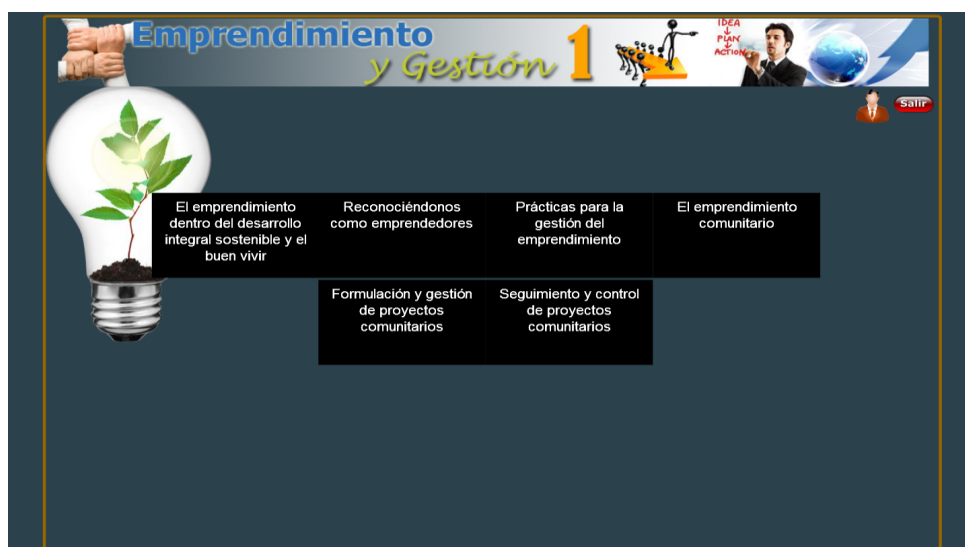 Emprendimiento
y Gestión 1
IDEA
PLAN
ACTION
Salir
El emprendimiento
dentro del desarrollo
integral sostenible y el
buen vivir
Reconociéndonos
como emprendedores
Prácticas para la
gestión del
emprendimiento
El emprendimiento
comunitario
Formulación y gestión
de proyectos
comunitarios
Seguimiento y control
de proyectos
comunitarios